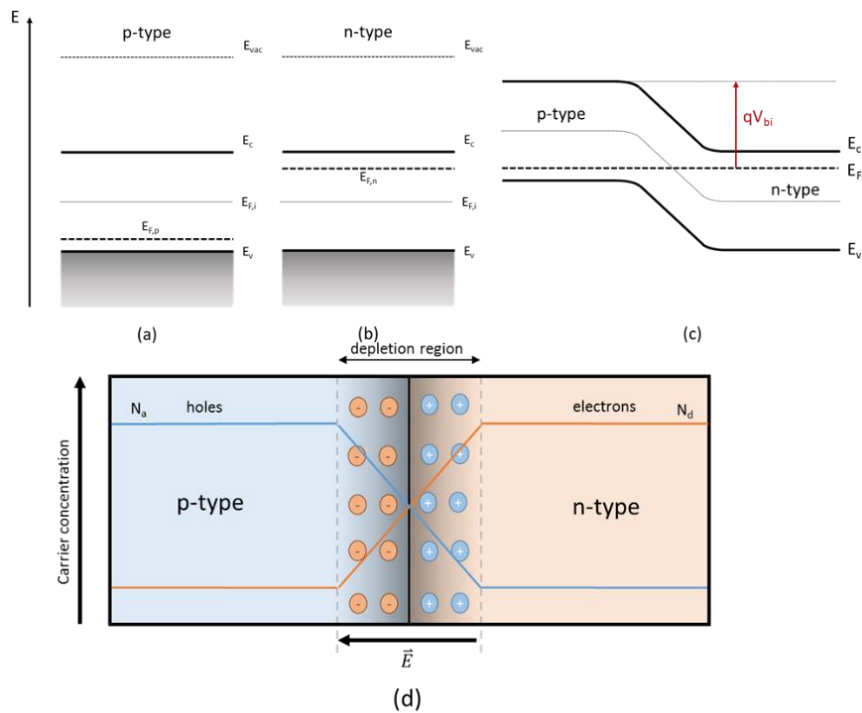 E
p-type
E_vac
E_c
E_F,i
E_F,p
E_v
(a)
n-type
E_vac
E_c
E_F,n
E_F,i
E_v
(b)
p-type
qV_bi
E_c
E_F
n-type
E_v
(c)
depletion region
Carrier concentration
N_a holes
electrons N_d
p-type
n-type
- - + +
- - + +
- - + +
- - + +
- - + +
E⃗
(d)